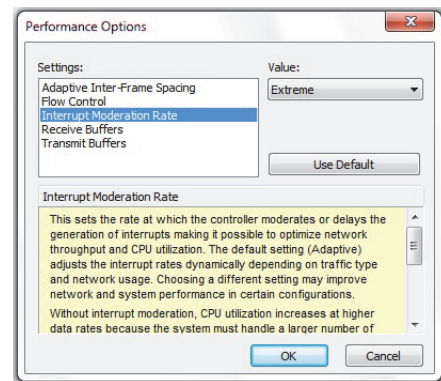 Performance Options
Settings:
Value:
Adaptive Inter-Frame Spacing
Flow Control
Interrupt Moderation Rate
Receive Buffers
Transmit Buffers
Extreme
Use Default
Interrupt Moderation Rate
This sets the rate at which the controller moderates or delays the
generation of interrupts making it possible to optimize network
throughput and CPU utilization. The default setting (Adaptive)
adjusts the interrupt rates dynamically depending on traffic type
and network usage. Choosing a different setting may improve
network and system performance in certain configurations.
Without interrupt moderation, CPU utilization increases at higher
data rates because the system must handle a larger number of
OK
Cancel